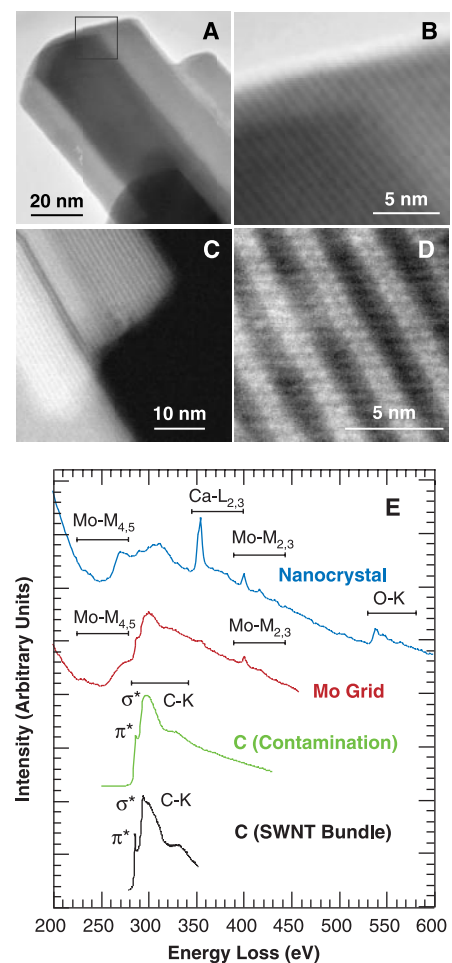 A
B
20 nm
5 nm
C
D
10 nm
5 nm
E
Ca-L2,3
Mo-M4,5
Mo-M2,3
Nanocrystal
O-K
Mo-M4,5
Mo-M2,3
Mo Grid
σ* C-K
π*
C (Contamination)
σ* C-K
π*
C (SWNT Bundle)
200 250 300 350 400 450 500 550 600
Energy Loss (eV)
Intensity (Arbitrary Units)